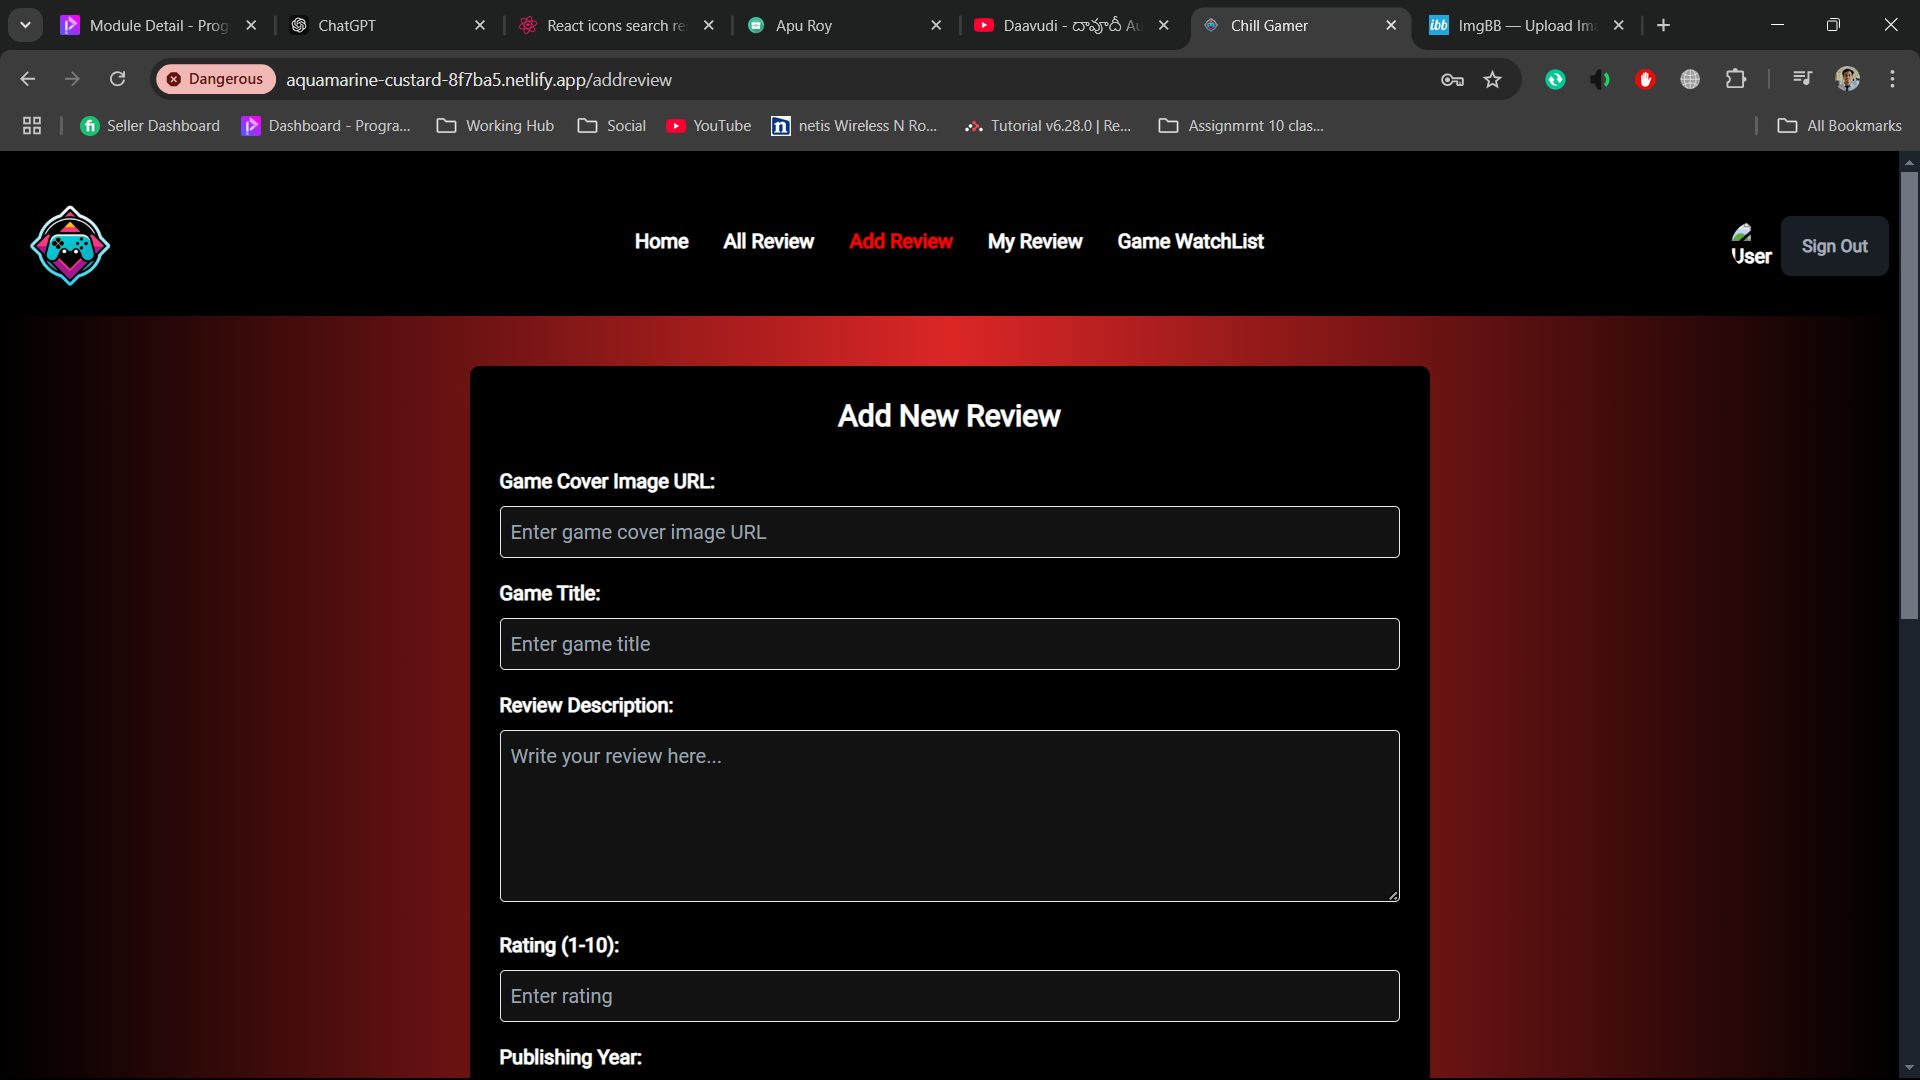 Module Detail - Prog
ChatGPT
React icons search re
Apu Roy
Daavudi - దావూదీ Au
Chill Gamer
ImgBB — Upload Im
Dangerous
aquamarine-custard-8f7ba5.netlify.app/addreview
Seller Dashboard
Dashboard - Progra...
Working Hub
Social
YouTube
netis Wireless N Ro...
Tutorial v6.28.0 | Re...
Assignmrnt 10 clas...
All Bookmarks
Home
All Review
Add Review
My Review
Game WatchList
User
Sign Out
Add New Review
Game Cover Image URL:
Enter game cover image URL
Game Title:
Enter game title
Review Description:
Write your review here...
Rating (1-10):
Enter rating
Publishing Year: